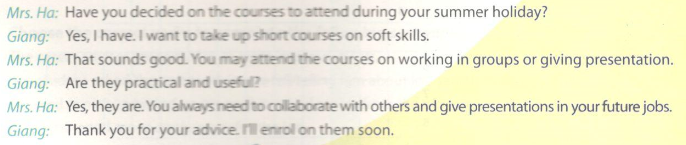 Mrs. Ha: Have you decided on the courses to attend during your summer holiday?
Giang: Yes, I have. I want to take up short courses on soft skills.
Mrs. Ha: That sounds good. You may attend the courses on working in groups or giving presentation.
Giang: Are they practical and useful?
Mrs. Ha: Yes, they are. You always need to collaborate with others and give presentations in your future jobs.
Giang: Thank you for your advice. I'll enrol on them soon.